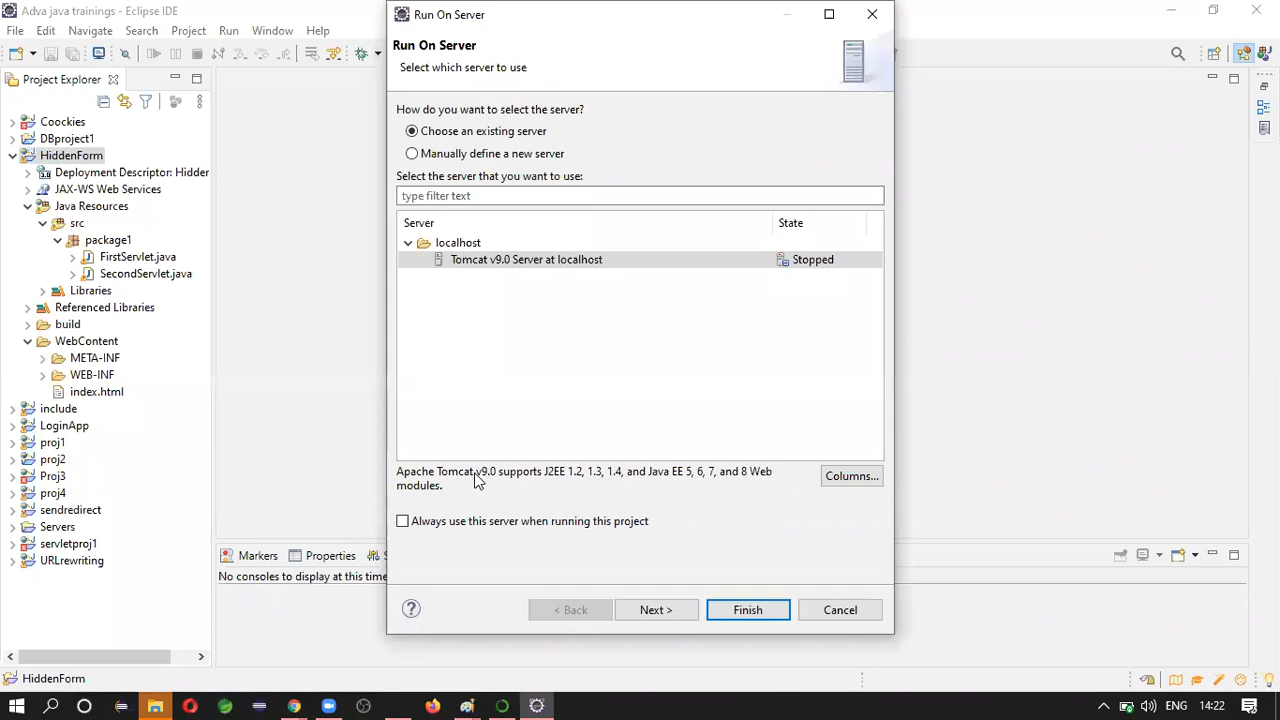 Adva java trainings - Eclipse IDE
File Edit Navigate Search Project Run Window Help
Project Explorer
Coockies
DBproject1
HiddenForm
Deployment Descriptor: Hidden
JAX-WS Web Services
Java Resources
src
package1
FirstServlet.java
SecondServlet.java
Libraries
Referenced Libraries
build
WebContent
META-INF
WEB-INF
index.html
include
LoginApp
proj1
proj2
Proj3
proj4
sendredirect
Servers
servletproj1
URLrewriting
HiddenForm
Run On Server
Run On Server
Select which server to use
How do you want to select the server?
Choose an existing server
Manually define a new server
Select the server that you want to use:
type filter text
Server State
localhost
Tomcat v9.0 Server at localhost Stopped
Apache Tomcat v9.0 supports J2EE 1.2, 1.3, 1.4, and Java EE 5, 6, 7, and 8 Web
modules.
Columns...
Always use this server when running this project
? < Back Next > Finish Cancel
Markers Properties
No consoles to display at this time
ENG 14:22